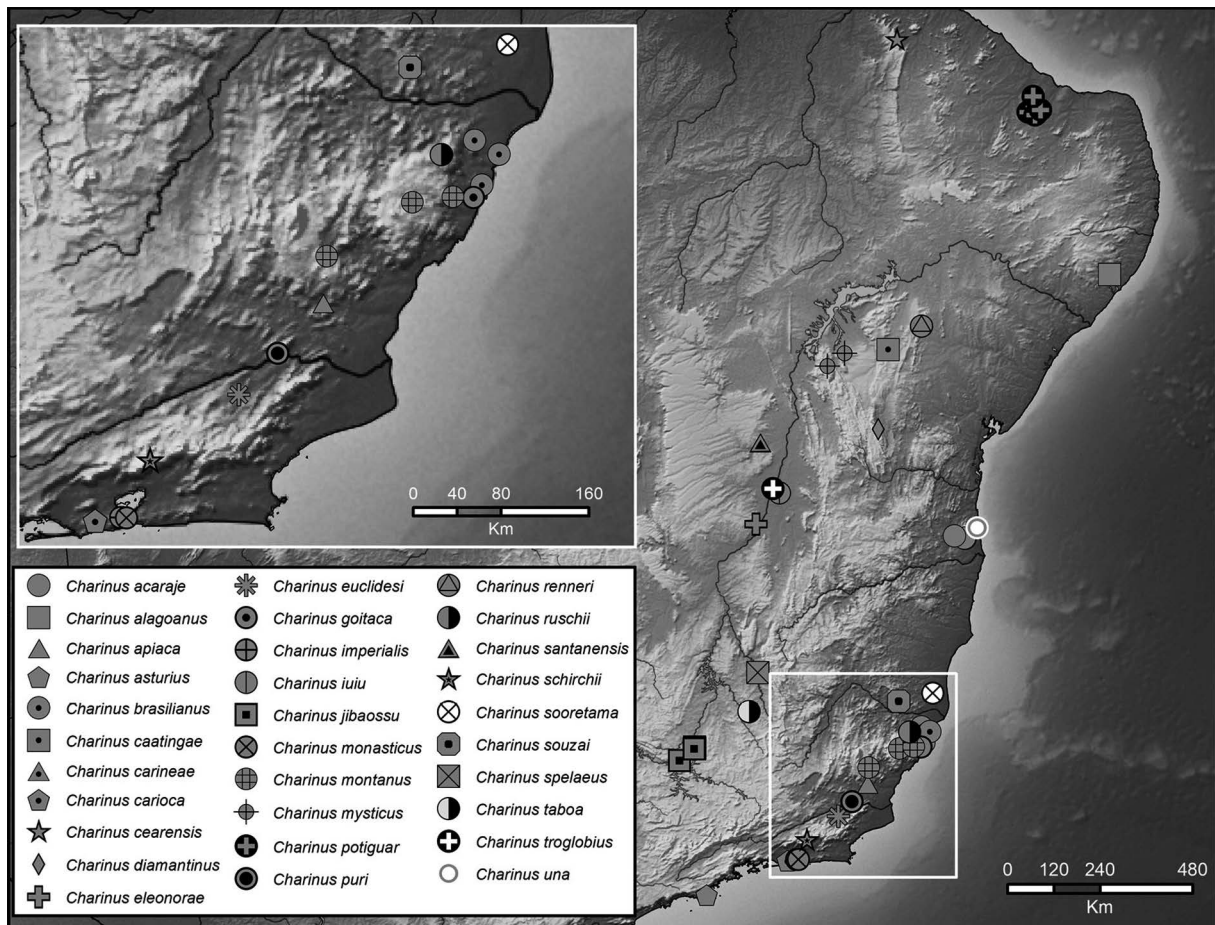 0 40 80 160
Km
Charinus acaraje
Charinus alagoanus
Charinus apiaca
Charinus asturius
Charinus brasilianus
Charinus caatingae
Charinus carineae
Charinus carioca
Charinus cearensis
Charinus diamantinus
Charinus eleonorae
Charinus euclidesi
Charinus goitaca
Charinus imperialis
Charinus iuiu
Charinus jibaossu
Charinus monasticus
Charinus montanus
Charinus mysticus
Charinus potiguar
Charinus puri
Charinus renneri
Charinus ruschii
Charinus santanensis
Charinus schirchii
Charinus sooretama
Charinus souzai
Charinus spelaeus
Charinus taboa
Charinus troglobius
Charinus una
0 120 240 480
Km